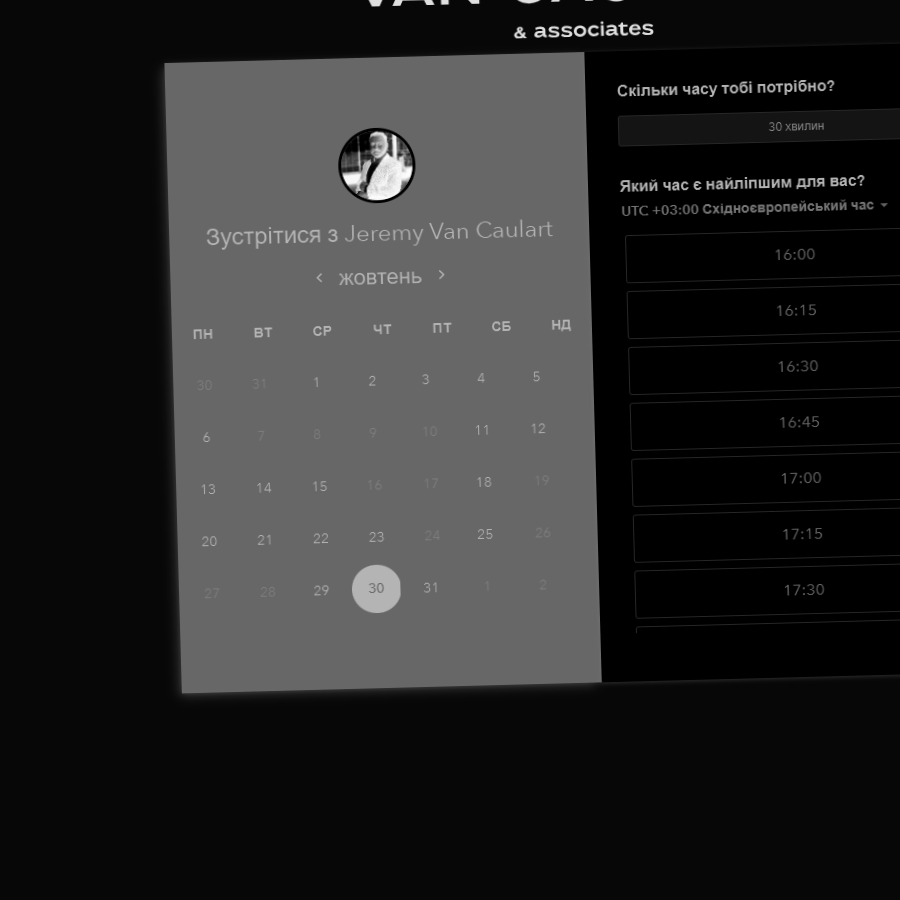 & associates
Зустрітися з Jeremy Van Caulart
жовтень
ПН ВТ СР ЧТ ПТ СБ НД
30 31 1 2 3 4 5
6 7 8 9 10 11 12
13 14 15 16 17 18 19
20 21 22 23 24 25 26
27 28 29 30 31 1 2
Скільки часу тобі потрібно?
30 хвилин
Який час є найліпшим для вас?
UTC +03:00 Східноєвропейський час
16:00
16:15
16:30
16:45
17:00
17:15
17:30